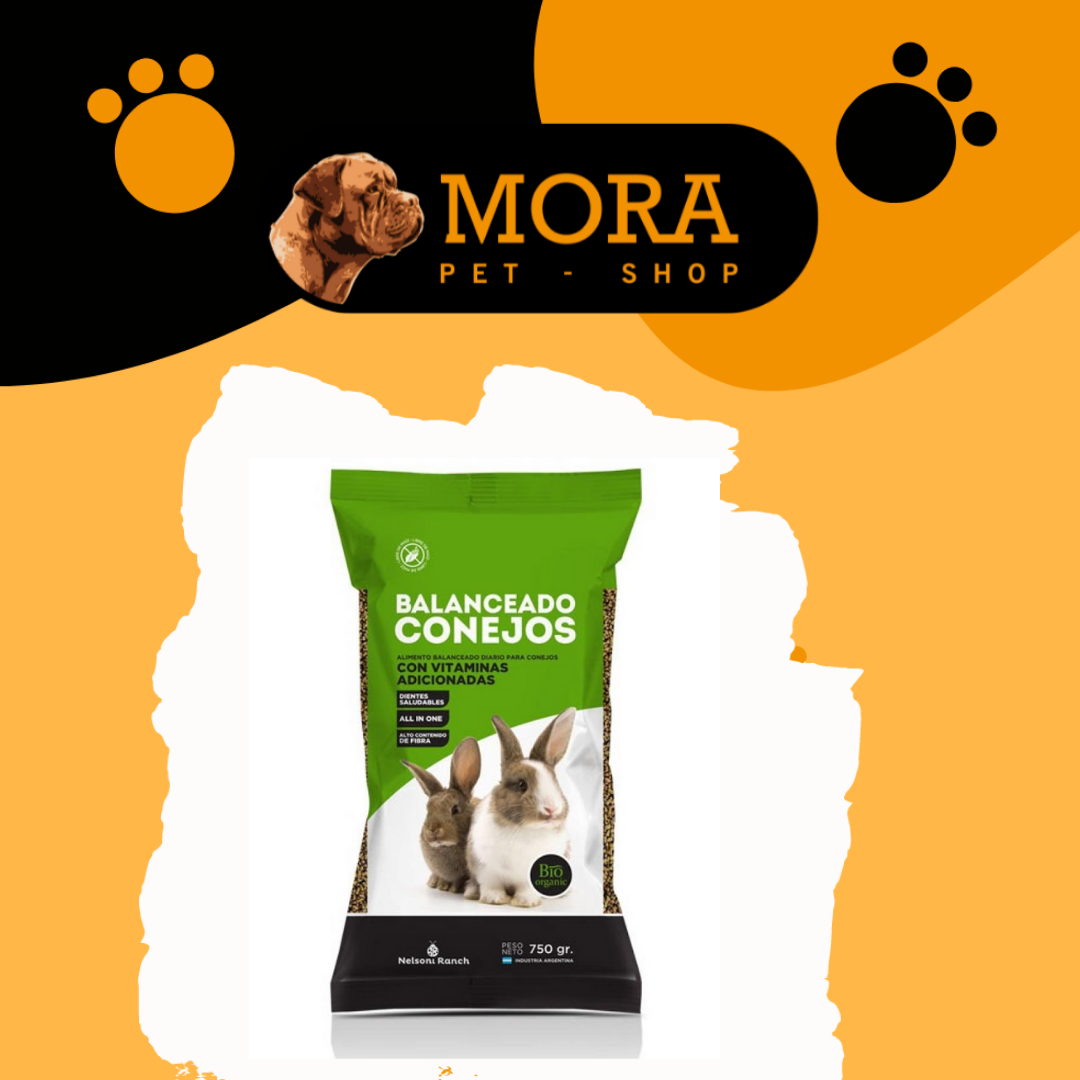 MORA
PET - SHOP
BALANCEADO
CONEJOS
ALIMENTO BALANCEADO DIARIO PARA CONEJOS
CON VITAMINAS
ADICIONADAS
DIENTES
SALUDABLES
ALL IN ONE
ALTO CONTENIDO
DE FIBRA
Bio
organic
Nelsoni Ranch
PESO
NETO 750 gr.
INDUSTRIA ARGENTINA